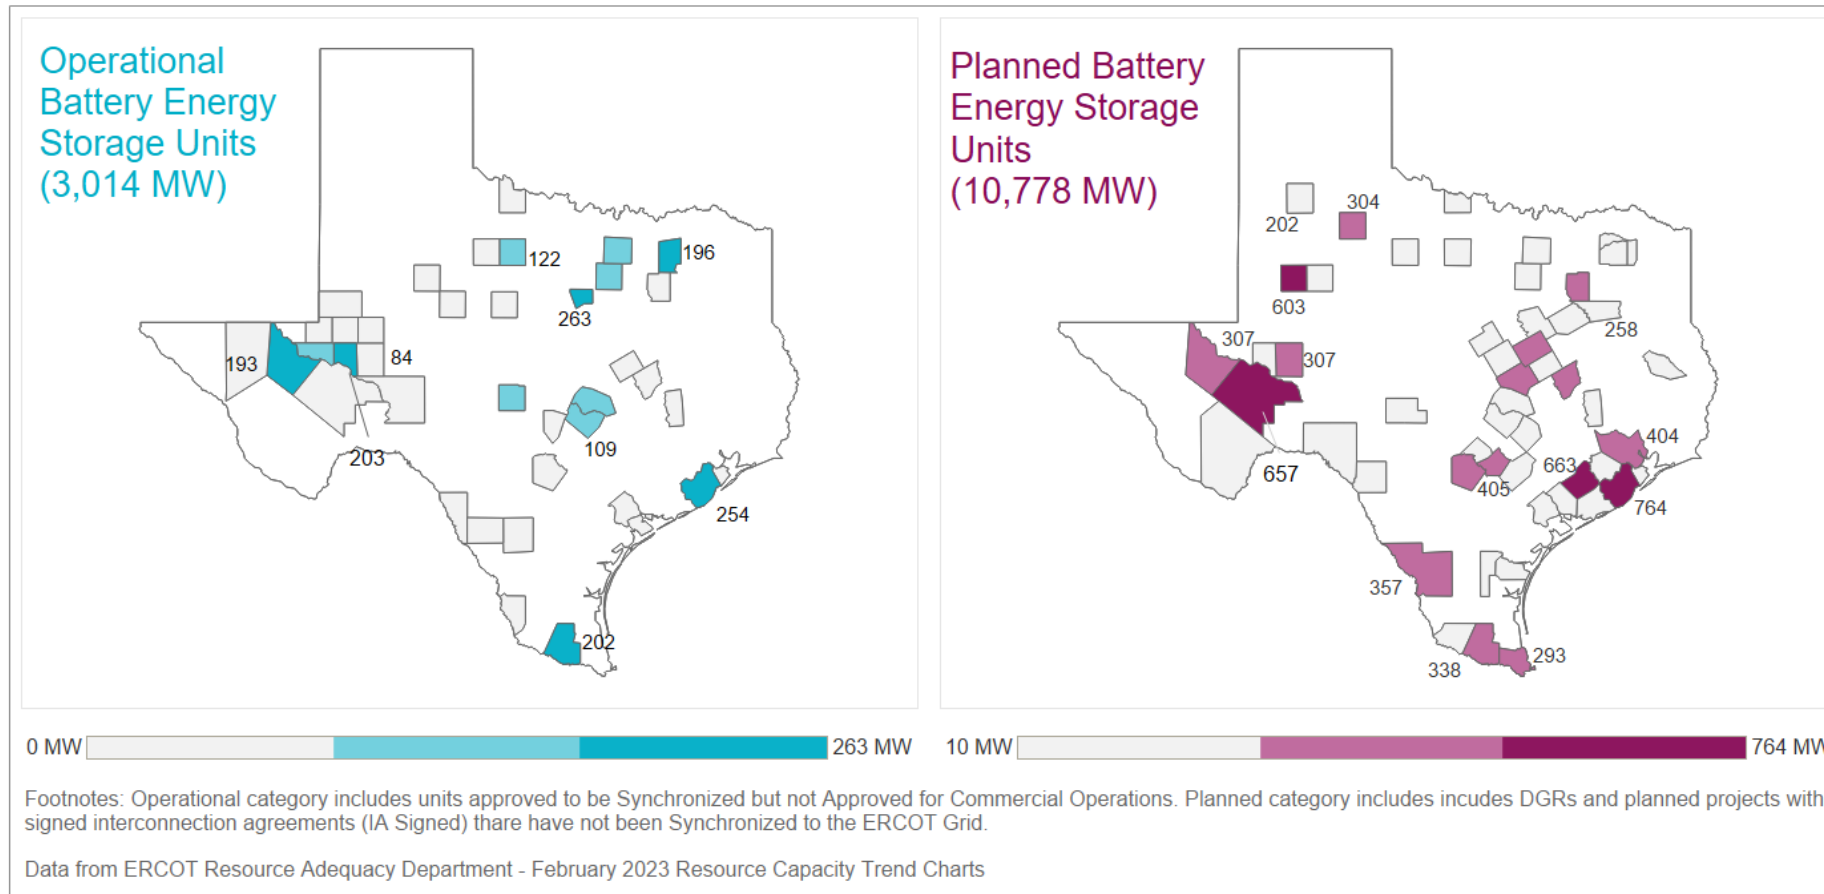 Operational
Battery Energy
Storage Units
(3,014 MW)
122
196
263
193
84
203
109
254
202
0 MW
263 MW
Planned Battery
Energy Storage
Units
(10,778 MW)
202
304
603
258
307
307
657
404
663
405
764
357
338
293
10 MW
764 MW
Footnotes: Operational category includes units approved to be Synchronized but not Approved for Commercial Operations. Planned category includes incudes DGRs and planned projects with
signed interconnection agreements (IA Signed) thare have not been Synchronized to the ERCOT Grid.
Data from ERCOT Resource Adequacy Department - February 2023 Resource Capacity Trend Charts